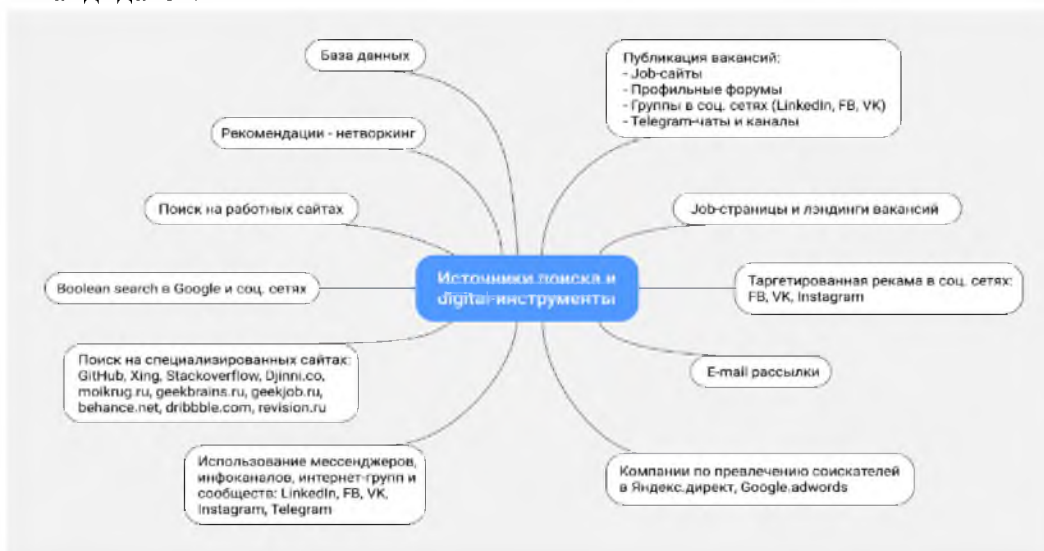 База данных
Рекомендации - нетворкинг
Поиск на работных сайтах
Boolean search в Google и соц. сетях
Поиск на специализированных сайтах:
GitHub, Xing, Stackoverflow, Djinni.co,
moikrug.ru, geekbrains.ru, geekjob.ru,
behance.net, dribbble.com, revision.ru
Использование мессенджеров,
инфоканалов, интернет-групп и
сообществ: LinkedIn, FB, VK,
Instagram, Telegram
Источники поиска и
digital-инструменты
Публикация вакансий:
- Job-сайты
- Профильные форумы
- Группы в соц. сетях (LinkedIn, FB, VK)
- Telegram-чаты и каналы
Job-страницы и лэндинги вакансий
Таргетированная рекама в соц. сетях:
FB, VK, Instagram
E-mail рассылки
Компании по превлечению соискателей
в Яндекс.директ, Google.adwords